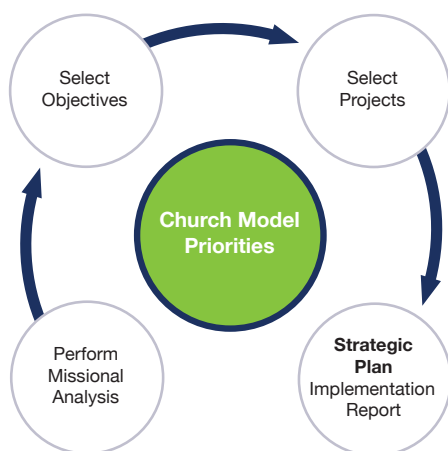 Select
Objectives
Select
Projects
Church Model
Priorities
Perform
Missional
Analysis
Strategic
Plan
Implementation
Report